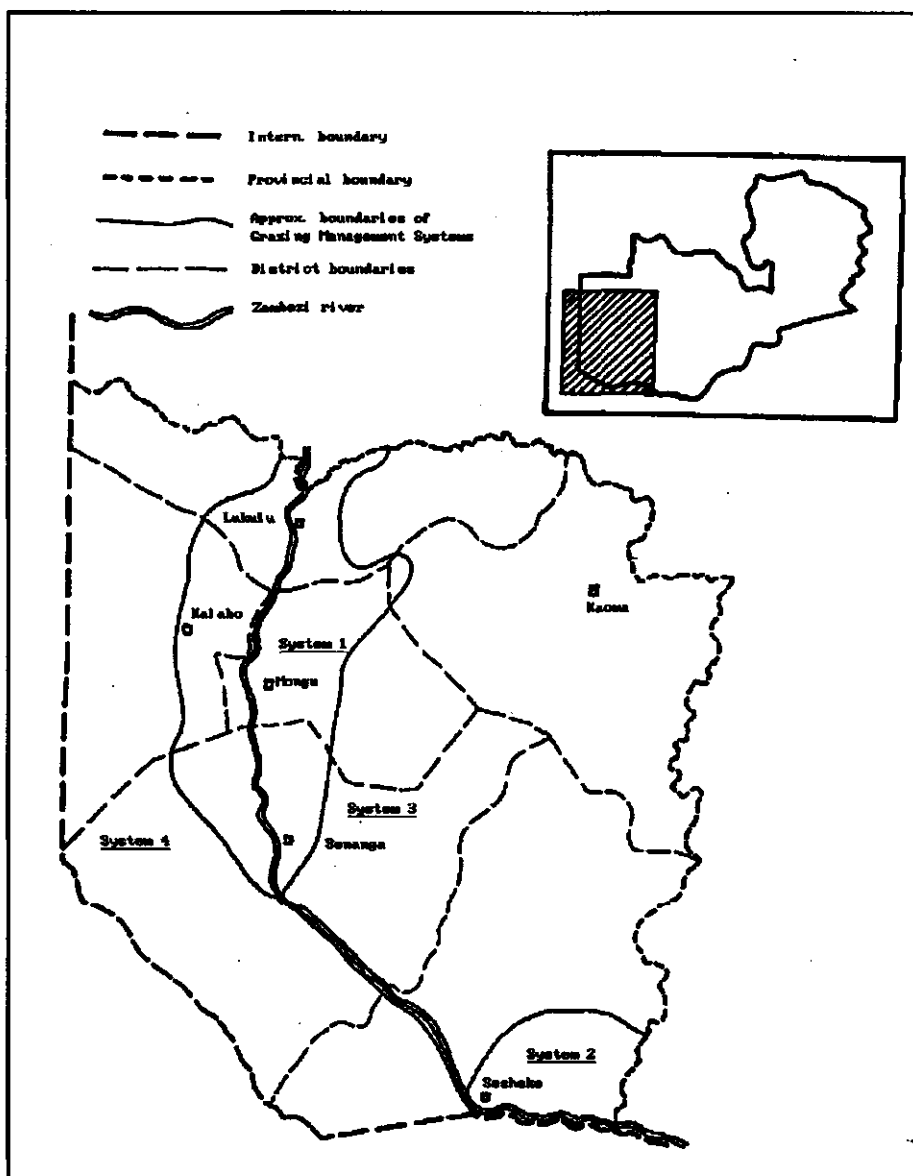 Intern. boundary
Provincial boundary
Approx. boundaries of
Grazing Management Systems
District boundaries
Zambezi river
Lukulu
Kalabo
Kaoma
System 1
Mongu
System 3
System 4
Senanga
System 2
Sesheke